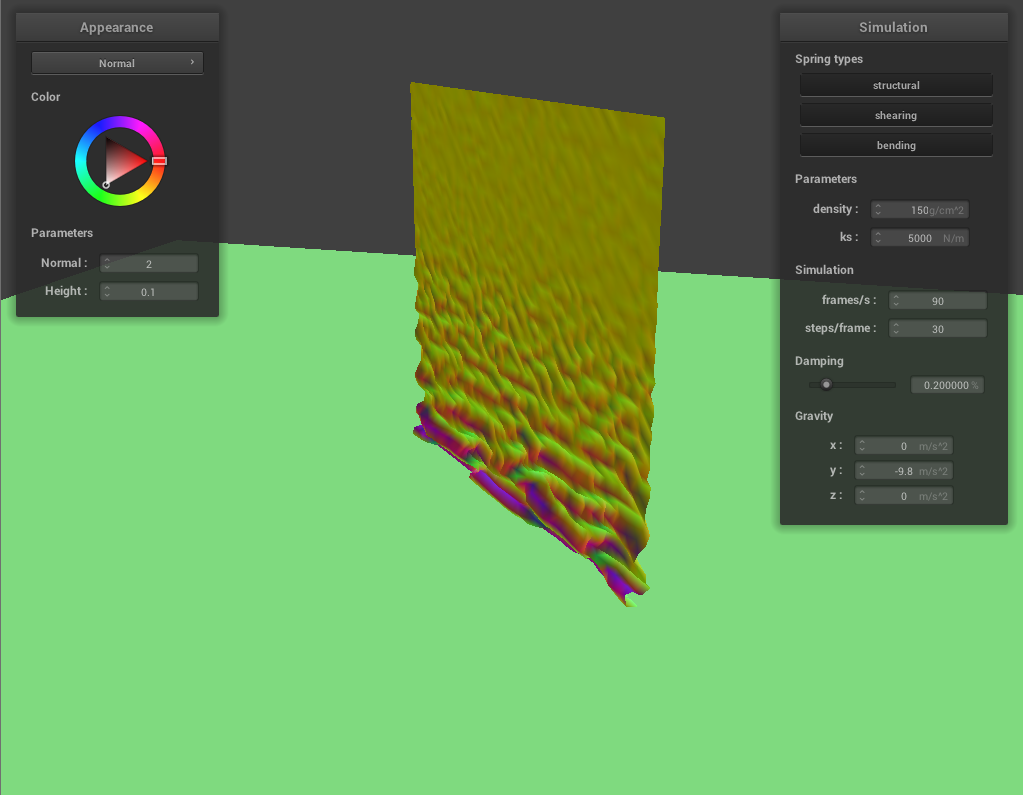 Appearance
Normal ›
Color
Parameters
Normal : 2
Height : 0.1
Simulation
Spring types
structural
shearing
bending
Parameters
density : 150g/cm^2
ks : 5000 N/m
Simulation
frames/s : 90
steps/frame : 30
Damping
0.200000 %
Gravity
x : 0 m/s^2
y : -9.8 m/s^2
z : 0 m/s^2